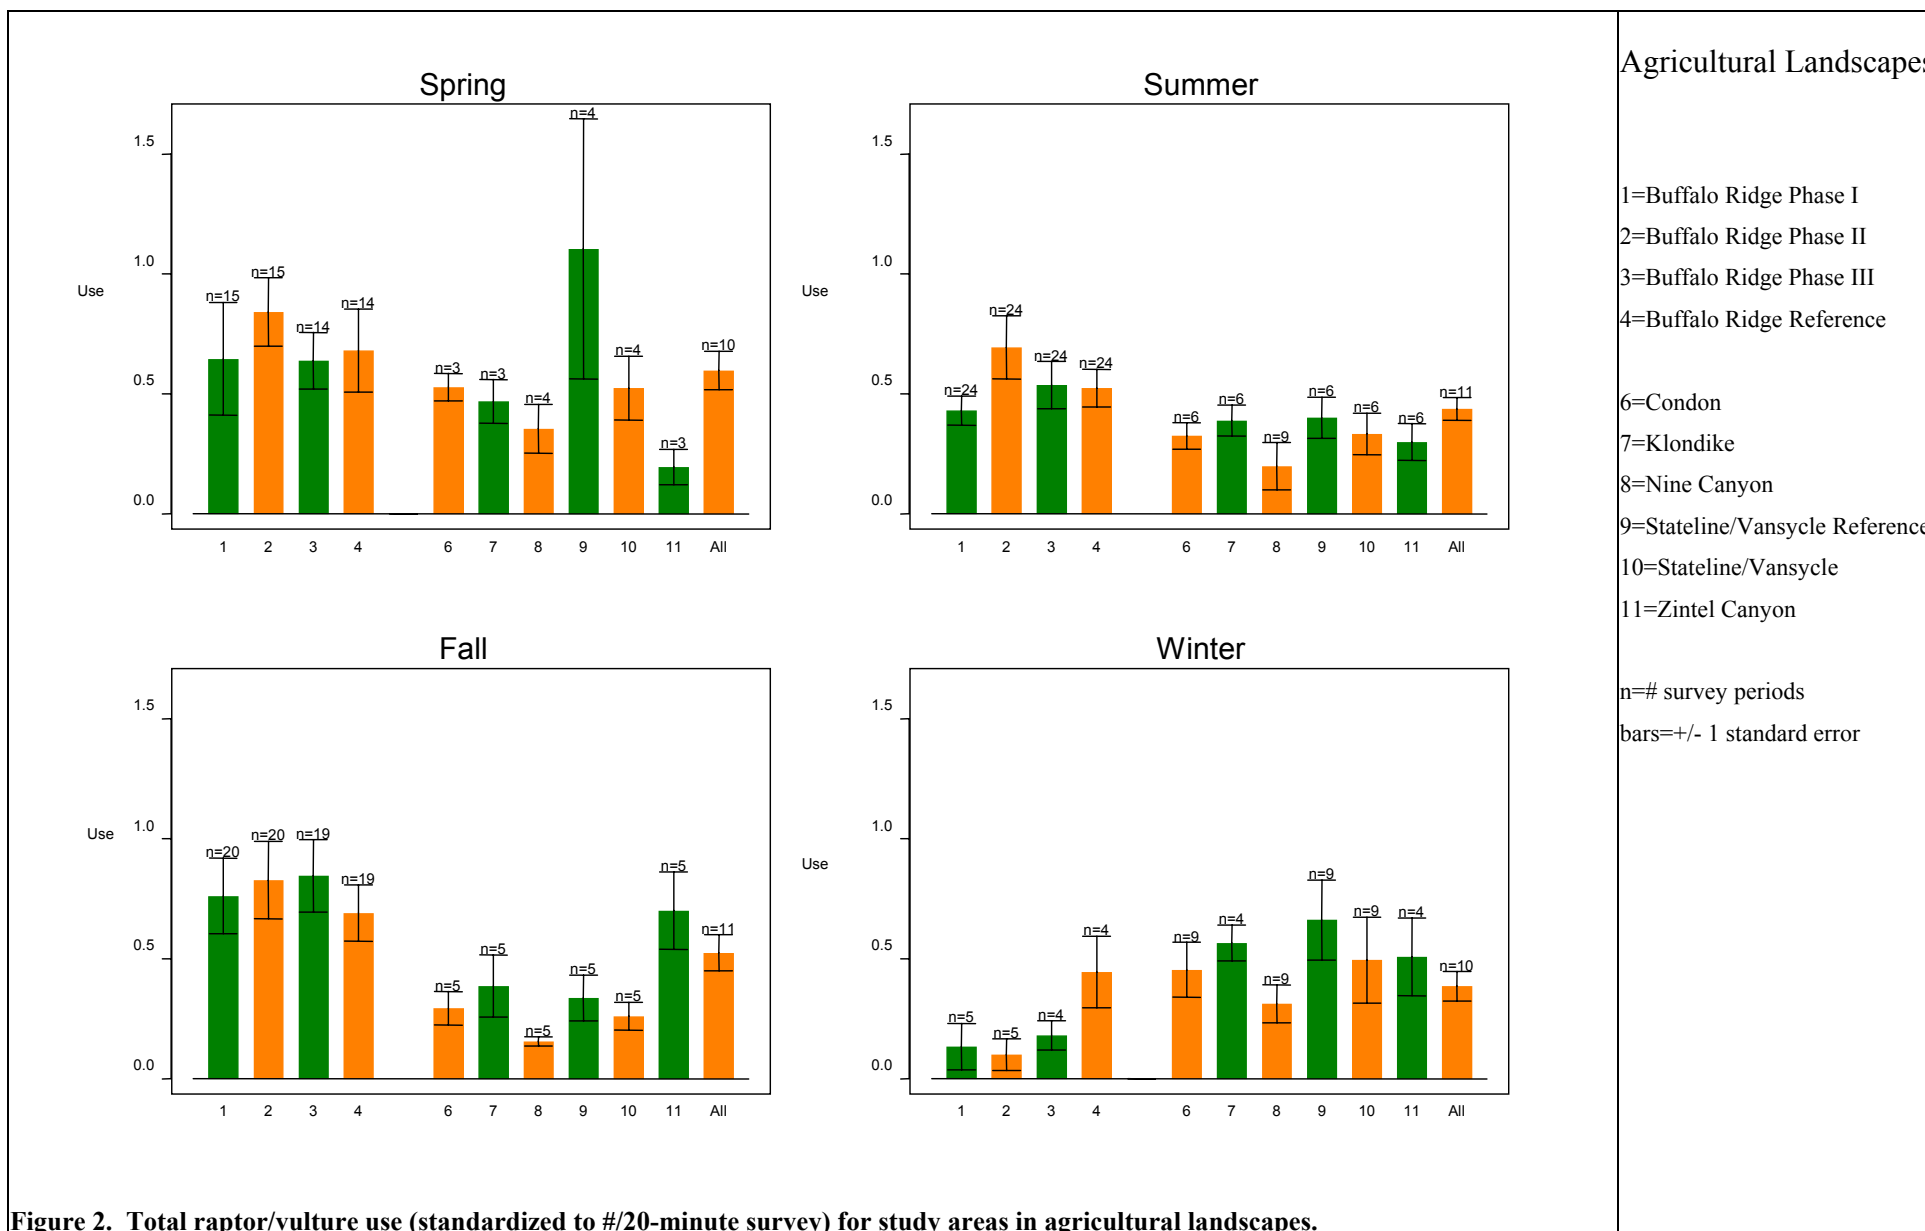 Agricultural Landscapes
Spring
Use
1.5
1.0
0.5
0.0
n=15
n=15
n=14
n=14
n=3
n=3
n=4
n=4
n=4
n=3
n=10
1 2 3 4 6 7 8 9 10 11 All
Summer
Use
1.5
1.0
0.5
0.0
n=24
n=24
n=24
n=24
n=6
n=6
n=9
n=6
n=6
n=6
n=11
1 2 3 4 6 7 8 9 10 11 All
Fall
Use
1.5
1.0
0.5
0.0
n=20
n=20
n=19
n=19
n=5
n=5
n=5
n=5
n=5
n=5
n=11
1 2 3 4 6 7 8 9 10 11 All
Winter
Use
1.5
1.0
0.5
0.0
n=5
n=5
n=4
n=4
n=9
n=4
n=9
n=9
n=9
n=4
n=10
1 2 3 4 6 7 8 9 10 11 All
1=Buffalo Ridge Phase I
2=Buffalo Ridge Phase II
3=Buffalo Ridge Phase III
4=Buffalo Ridge Reference
6=Condon
7=Klondike
8=Nine Canyon
9=Stateline/Vansycle Reference
10=Stateline/Vansycle
11=Zintel Canyon
n=# survey periods
bars=+/- 1 standard error
Figure 2. Total raptor/vulture use (standardized to #/20-minute survey) for study areas in agricultural landscapes.